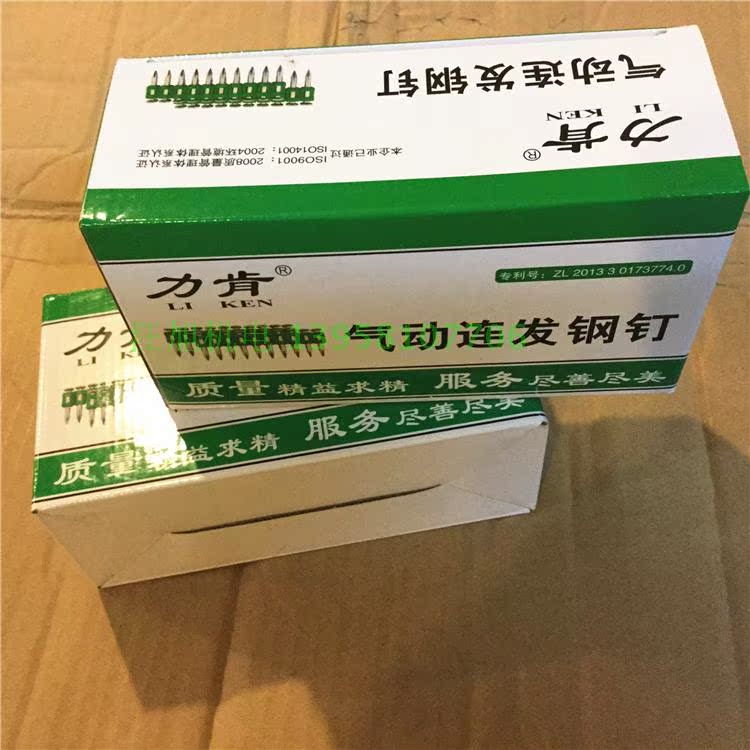 气动连发钢钉
力肯®
LI KEN
本企业已通过
ISO9001：2008质量管理体系认证
ISO14001：2004环境管理体系认证
力肯®
LI KEN
专利号：ZL 2013 3 0173774.0
气动连发钢钉
质量 精益求精 服务 尽善尽美
力肯
LI KEN
质量 精益求精 服务 尽善尽美